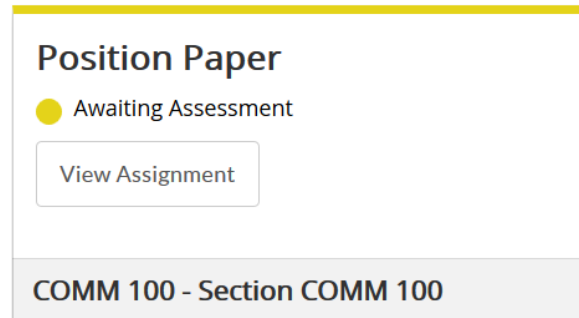 Position Paper
Awaiting Assessment
View Assignment
COMM 100 - Section COMM 100